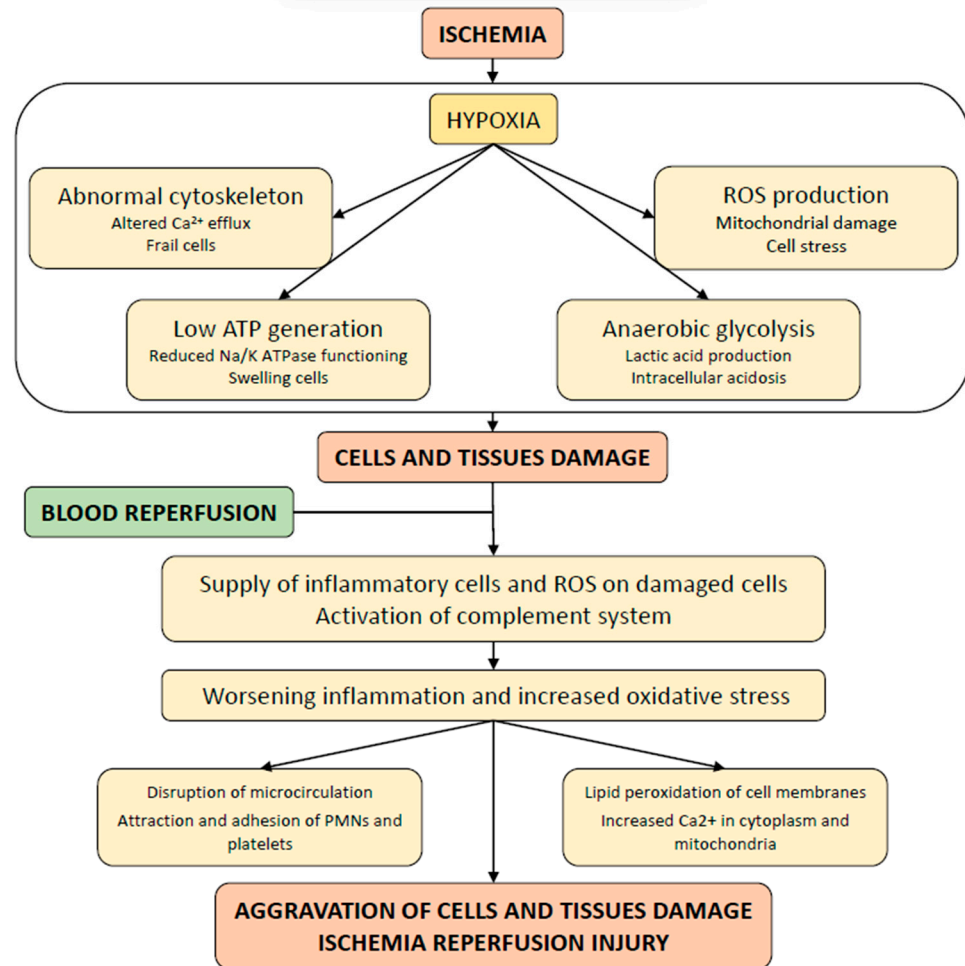 ISCHEMIA
HYPOXIA
Abnormal cytoskeleton
Altered Ca²⁺ efflux
Frail cells
ROS production
Mitochondrial damage
Cell stress
Low ATP generation
Reduced Na/K ATPase functioning
Swelling cells
Anaerobic glycolysis
Lactic acid production
Intracellular acidosis
CELLS AND TISSUES DAMAGE
BLOOD REPERFUSION
Supply of inflammatory cells and ROS on damaged cells
Activation of complement system
Worsening inflammation and increased oxidative stress
Disruption of microcirculation
Attraction and adhesion of PMNs and
platelets
Lipid peroxidation of cell membranes
Increased Ca2+ in cytoplasm and
mitochondria
AGGRAVATION OF CELLS AND TISSUES DAMAGE
ISCHEMIA REPERFUSION INJURY